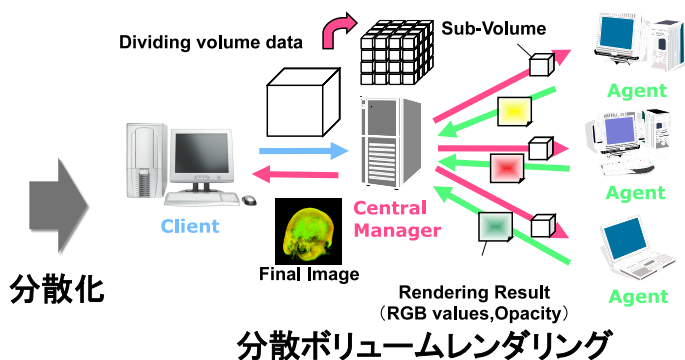 Dividing volume data
Sub-Volume
Agent
Agent
Client
Central
Manager
Final Image
Agent
分散化
Rendering Result
（RGB values,Opacity）
分散ボリュームレンダリング